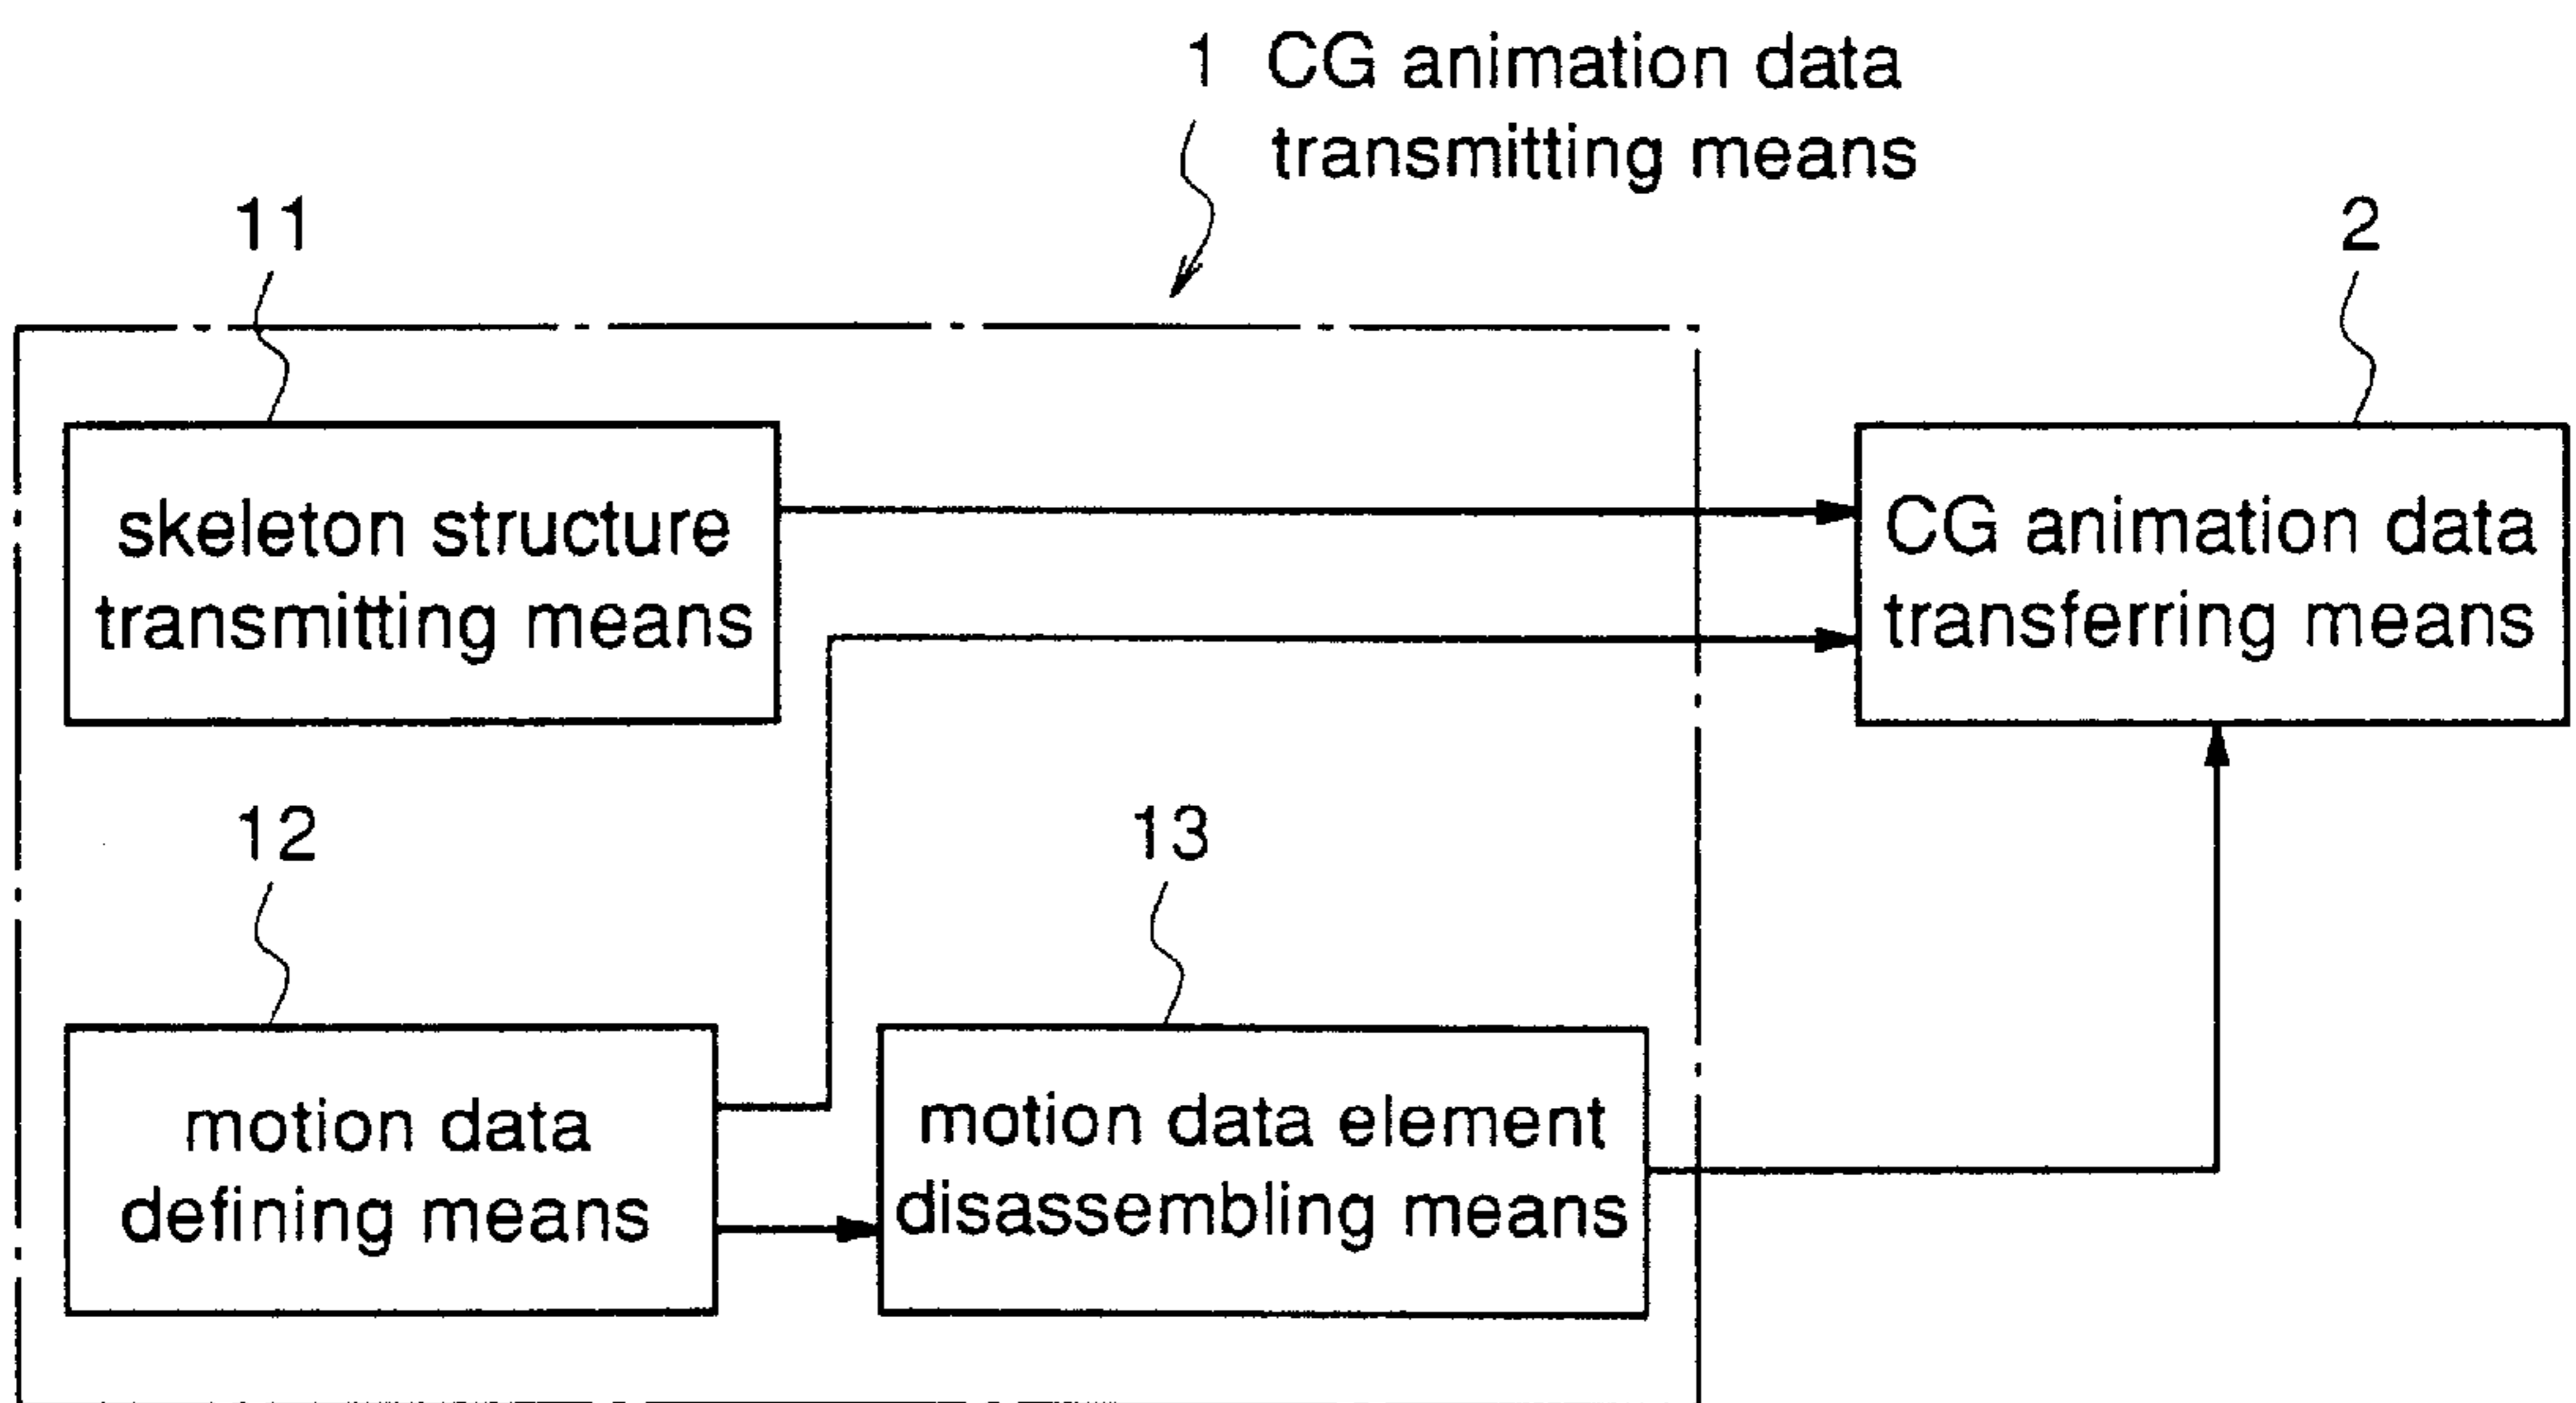 1 CG animation data
transmitting means
11
2
skeleton structure
transmitting means
CG animation data
transferring means
12
13
motion data
defining means
motion data element
disassembling means